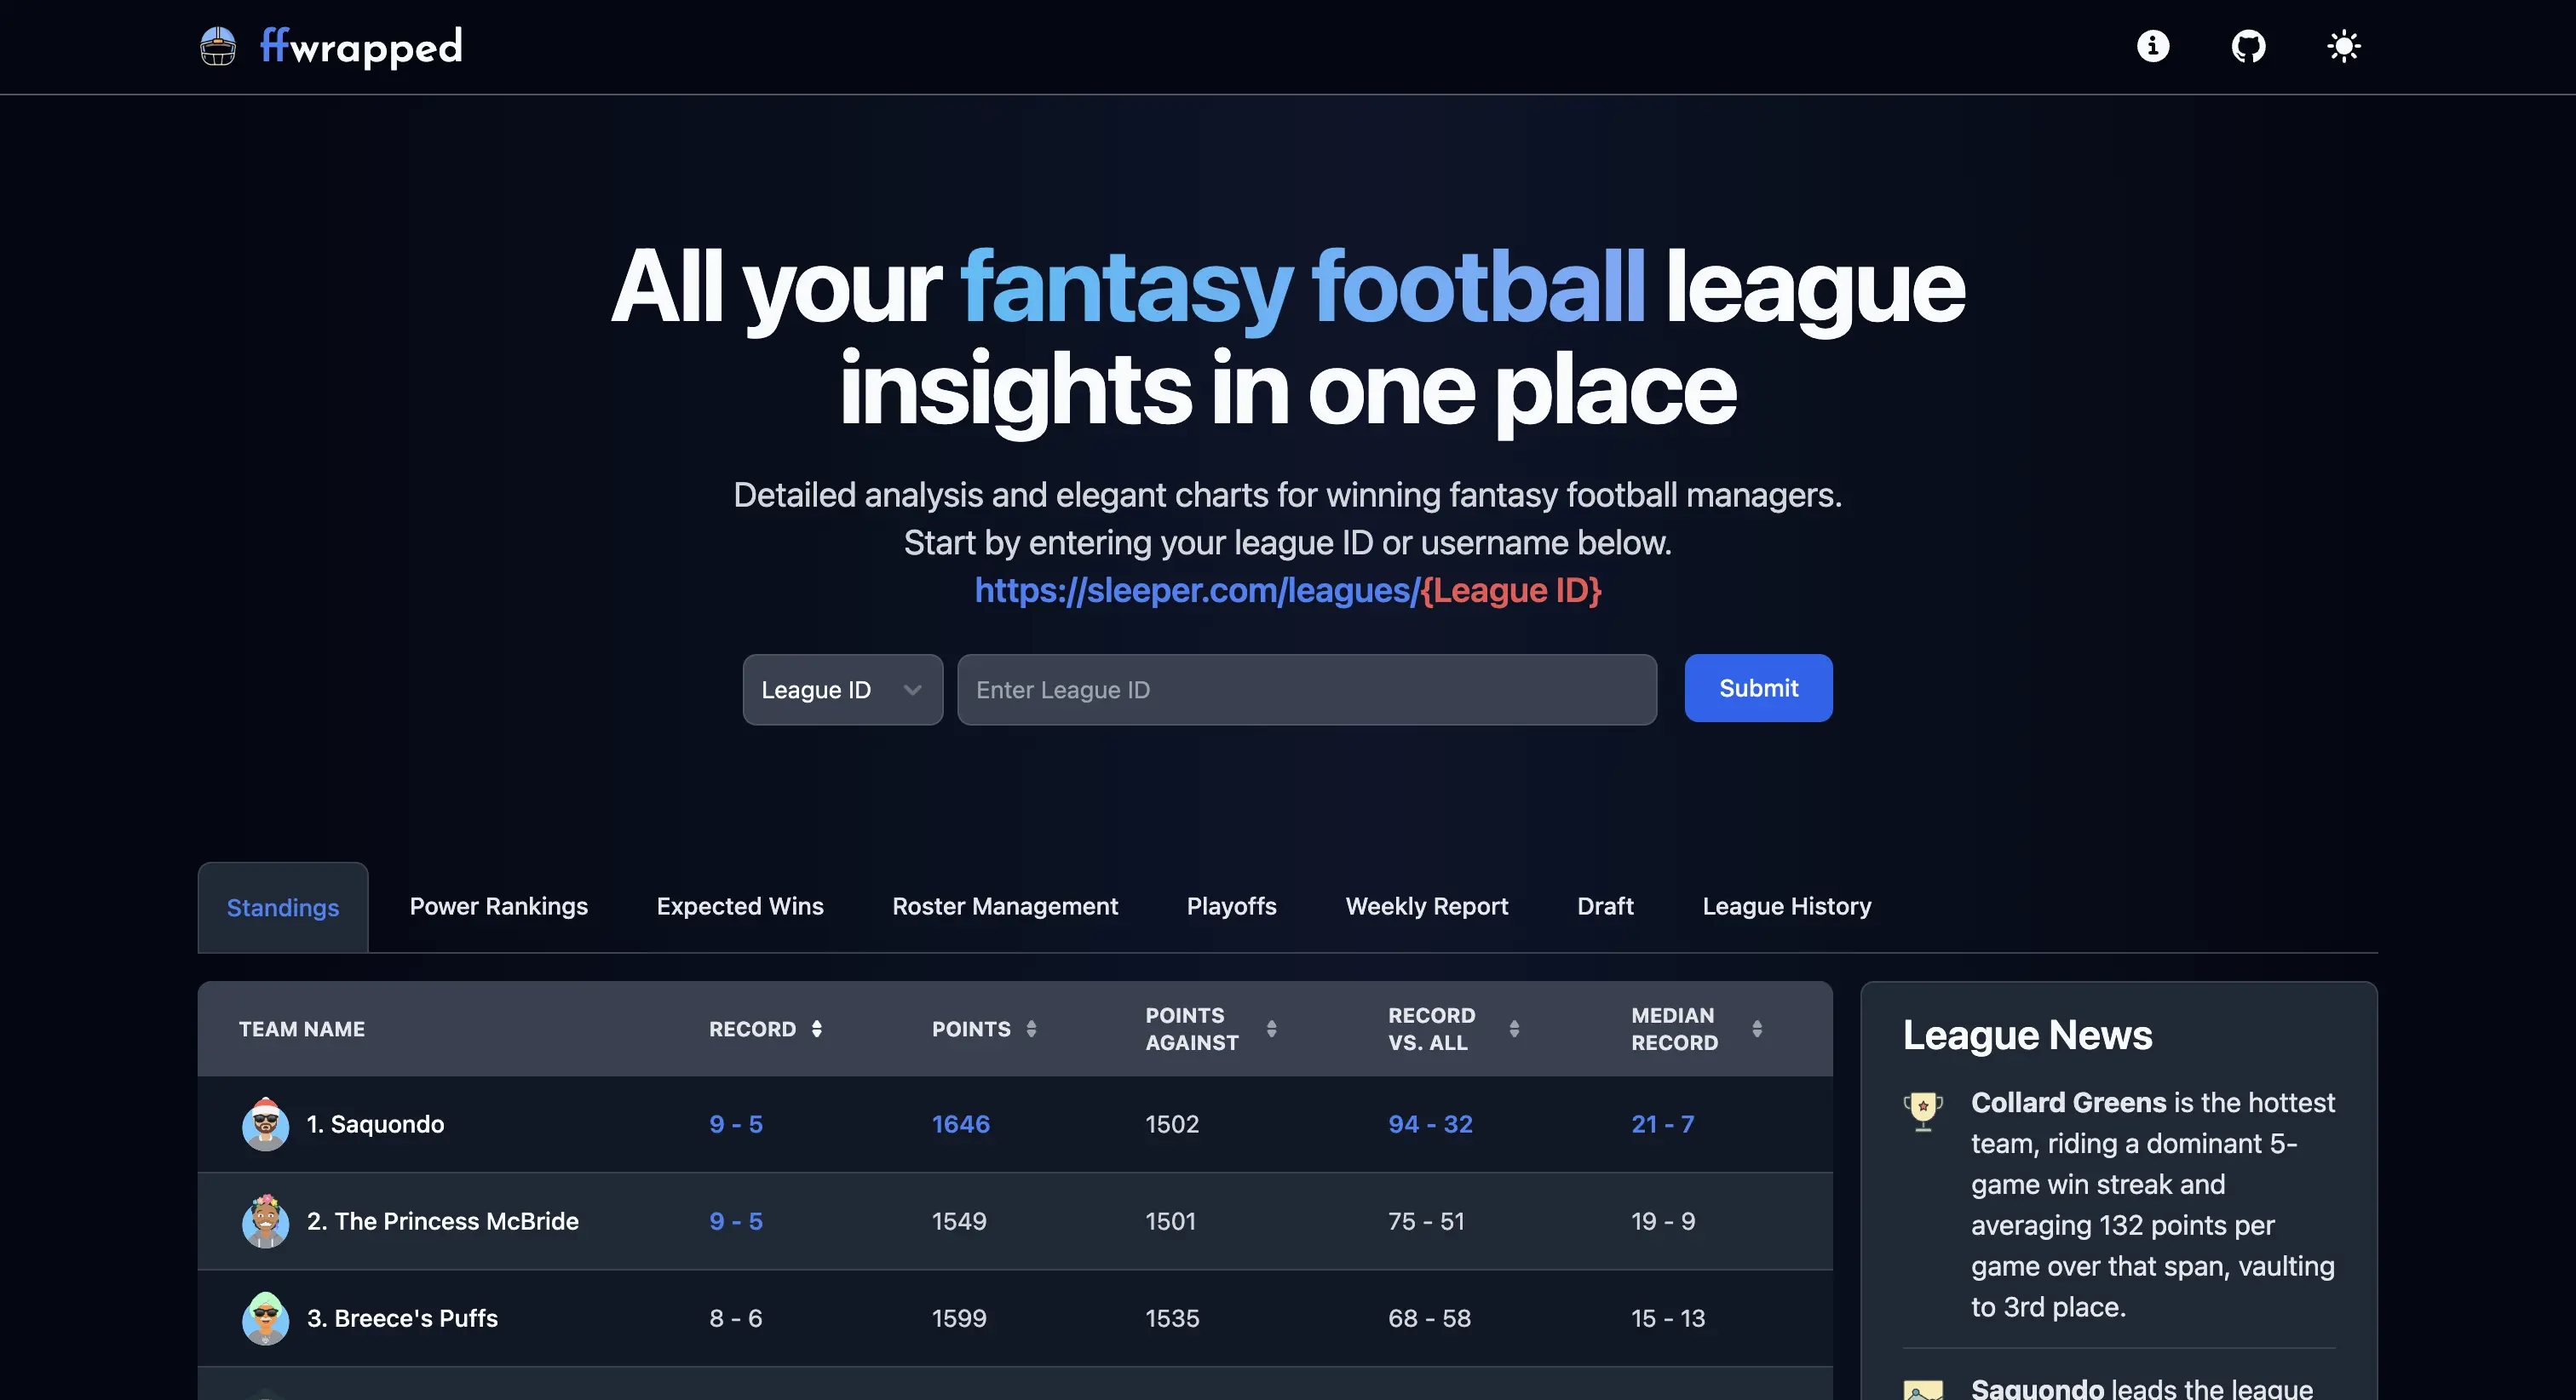 ffwrapped
All your fantasy football league
insights in one place
Detailed analysis and elegant charts for winning fantasy football managers.
Start by entering your league ID or username below.
https://sleeper.com/leagues/{League ID}
League ID
Enter League ID
Submit
Standings
Power Rankings
Expected Wins
Roster Management
Playoffs
Weekly Report
Draft
League History
TEAM NAME
RECORD
POINTS
POINTS
AGAINST
RECORD
VS. ALL
MEDIAN
RECORD
1. Saquondo
9 - 5
1646
1502
94 - 32
21 - 7
2. The Princess McBride
9 - 5
1549
1501
75 - 51
19 - 9
3. Breece's Puffs
8 - 6
1599
1535
68 - 58
15 - 13
League News
Collard Greens is the hottest
team, riding a dominant 5-
game win streak and
averaging 132 points per
game over that span, vaulting
to 3rd place.
Saquondo leads the league